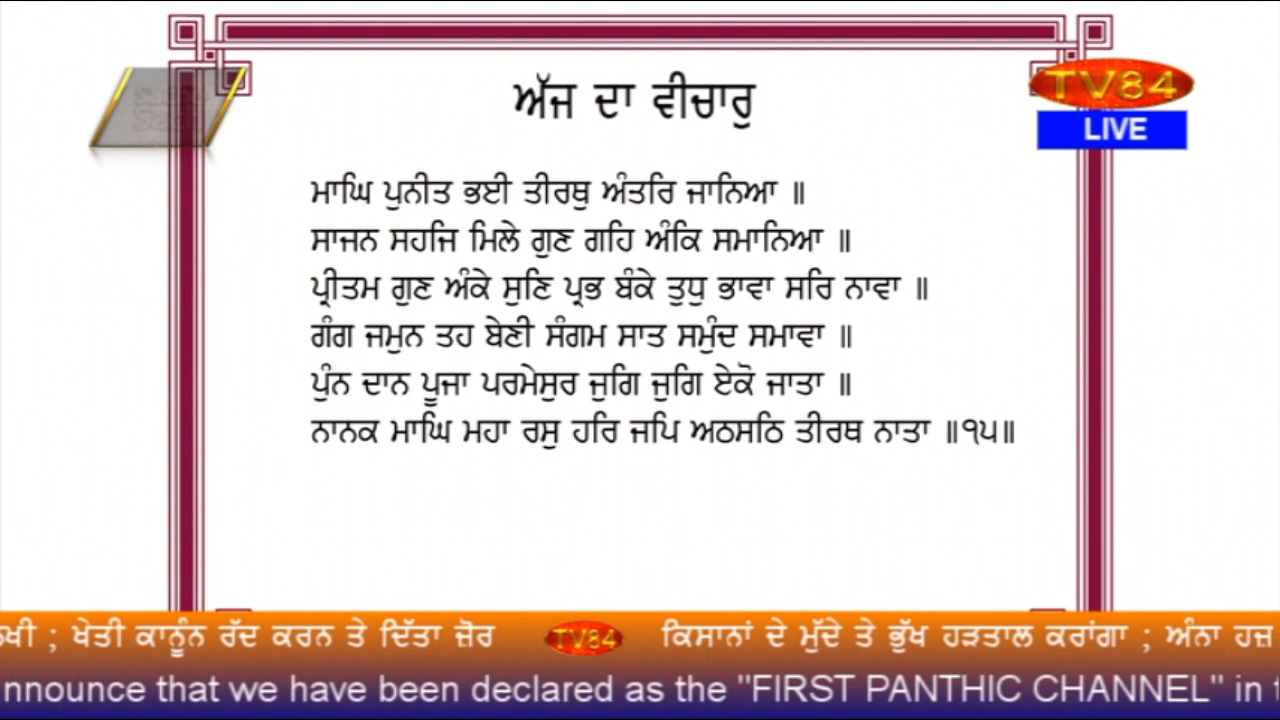 ਅੱਜ ਦਾ ਵੀਚਾਰੁ
TV84
LIVE
ਮਾਘਿ ਪੁਨੀਤ ਭਈ ਤੀਰਥੁ ਅੰਤਰਿ ਜਾਨਿਆ ॥
ਸਾਜਨ ਸਹਜਿ ਮਿਲੇ ਗੁਣ ਗਹਿ ਅੰਕਿ ਸਮਾਨਿਆ ॥
ਪ੍ਰੀਤਮ ਗੁਣ ਅੰਕੇ ਸੁਣਿ ਪ੍ਰਭ ਬੰਕੇ ਤੁਧੁ ਭਾਵਾ ਸਰਿ ਨਾਵਾ ॥
ਗੰਗ ਜਮੁਨ ਤਹ ਬੇਣੀ ਸੰਗਮ ਸਾਤ ਸਮੁੰਦ ਸਮਾਵਾ ॥
ਪੁੰਨ ਦਾਨ ਪੂਜਾ ਪਰਮੇਸੁਰ ਜੁਗਿ ਜੁਗਿ ਏਕੋ ਜਾਤਾ ॥
ਨਾਨਕ ਮਾਘਿ ਮਹਾ ਰਸੁ ਹਰਿ ਜਪਿ ਅਠਸਠਿ ਤੀਰਥ ਨਾਤਾ ॥੧੫॥
; ਖੇਤੀ ਕਾਨੂੰਨ ਰੱਦ ਕਰਨ ਤੇ ਦਿੱਤਾ ਜ਼ੋਰ TV84 ਕਿਸਾਨਾਂ ਦੇ ਮੁੱਦੇ ਤੇ ਭੁੱਖ ਹੜਤਾਲ ਕਰਾਂਗਾ ; ਅੰਨਾ ਹਜ਼
nnounce that we have been declared as the "FIRST PANTHIC CHANNEL" in